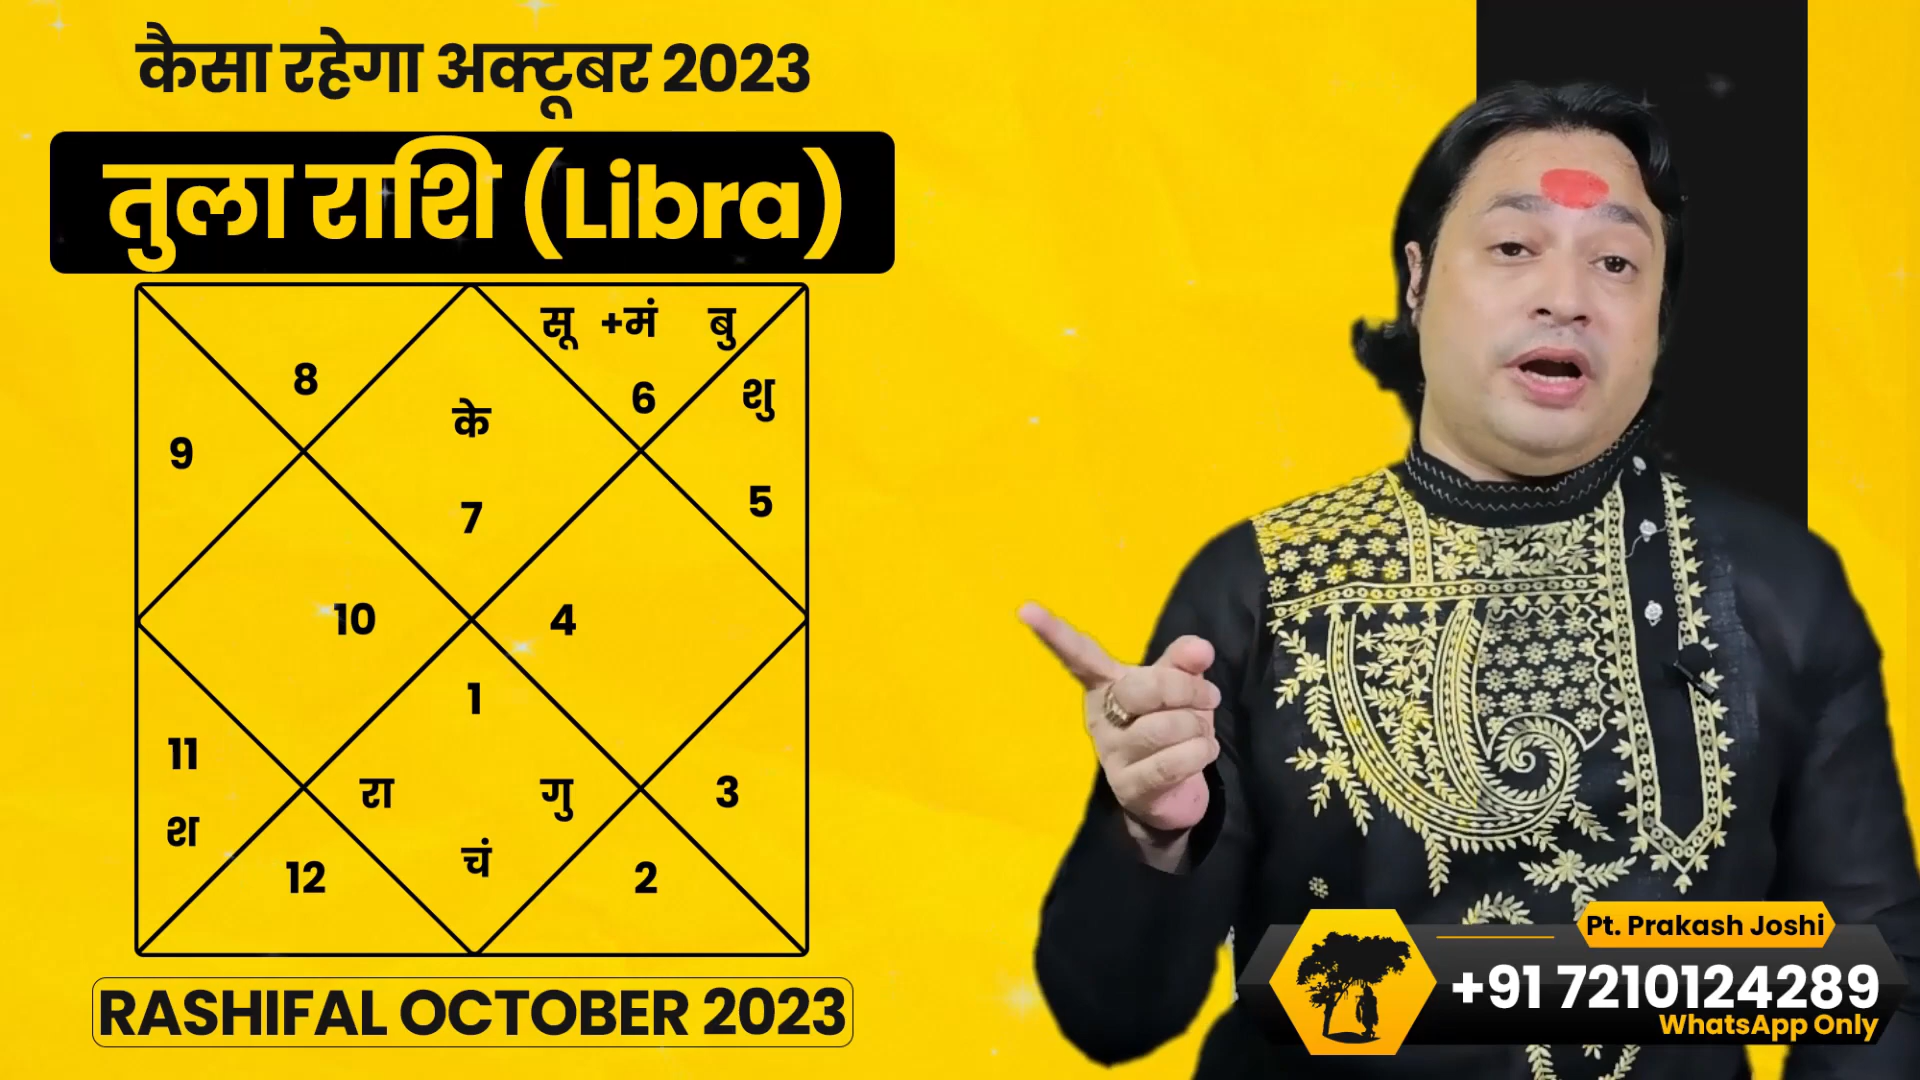 कैसा रहेगा अक्टूबर 2023
तुला राशि (Libra)
सू +मं बु
8
के
6
शु
9
7
5
10
4
1
11
रा
गु
3
श
12
चं
2
RASHIFAL OCTOBER 2023
Pt. Prakash Joshi
+91 7210124289
WhatsApp Only